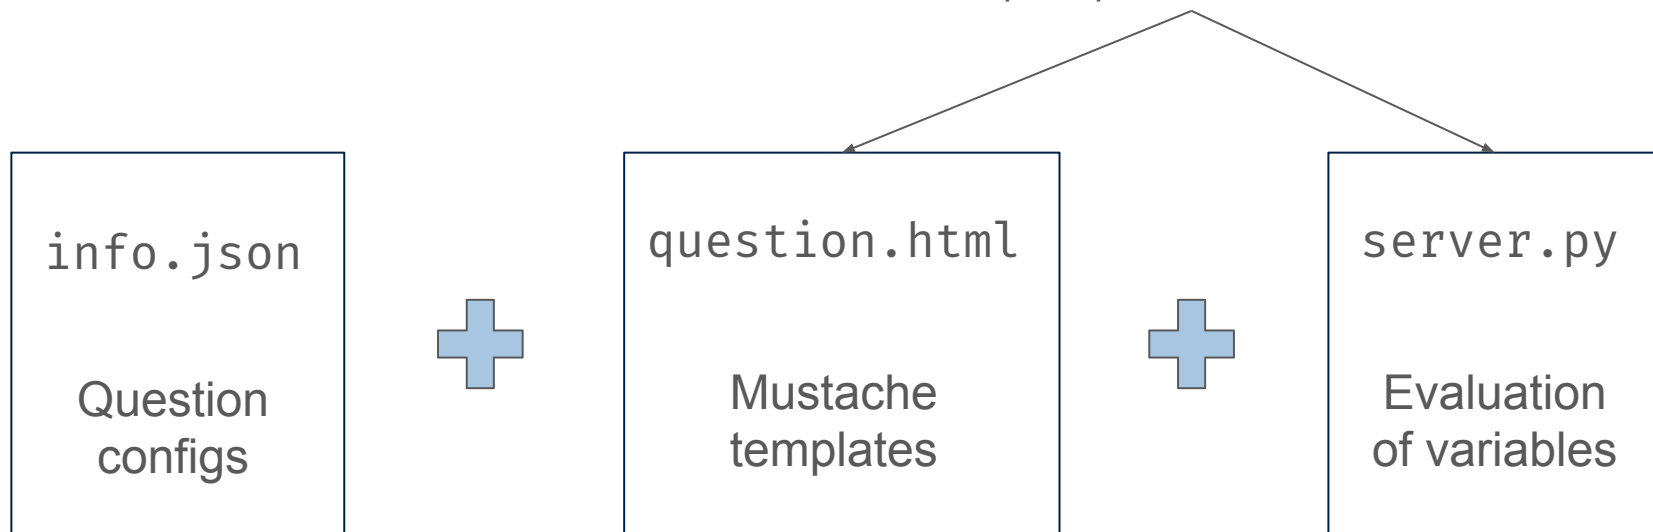 info.json
Question
configs
question.html
Mustache
templates
server.py
Evaluation
of variables